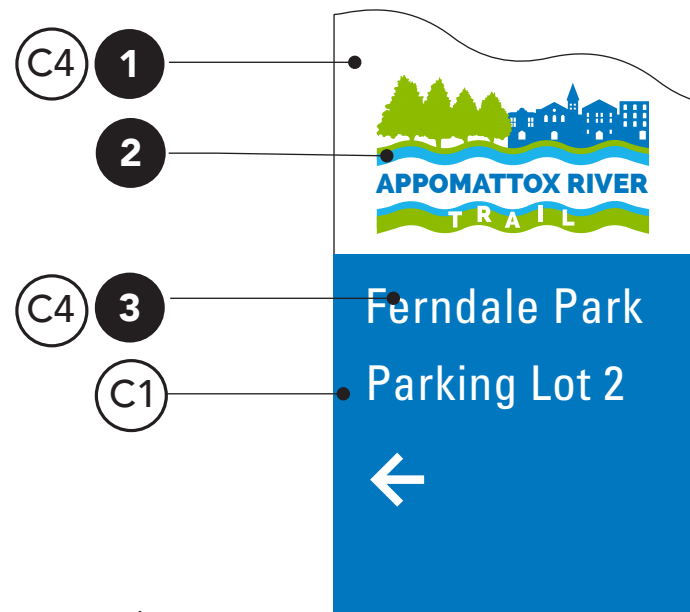 C4 1
2
APPOMATTOX RIVER
TRAIL
C4 3
Ferndale Park
C1
Parking Lot 2
←